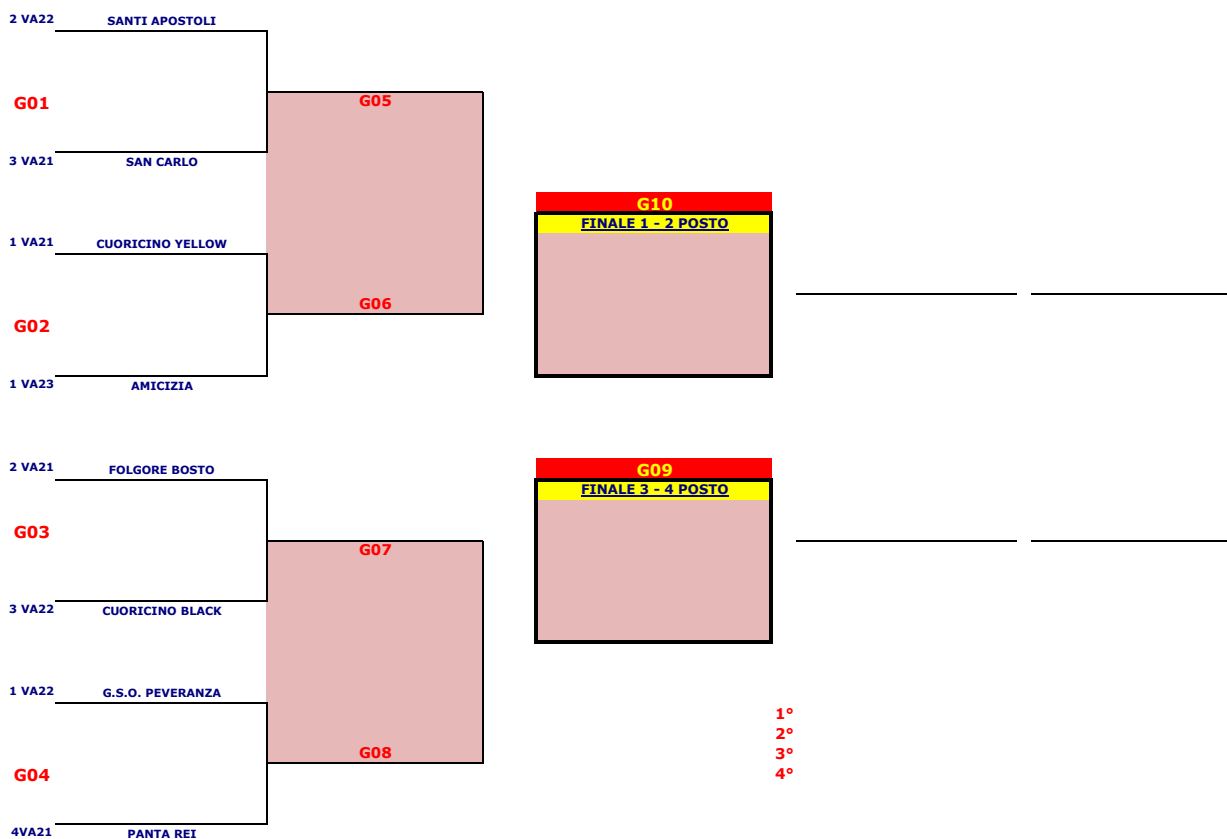 2 VA22 SANTI APOSTOLI
G01 G05
3 VA21 SAN CARLO
G10
FINALE 1 - 2 POSTO
1 VA21 CUORICINO YELLOW
G06
G02
1 VA23 AMICIZIA
2 VA21 FOLGORE BOSTO
G09
FINALE 3 - 4 POSTO
G03
G07
3 VA22 CUORICINO BLACK
1 VA22 G.S.O. PEVERANZA
1°
2°
G08 3°
G04 4°
4VA21 PANTA REI